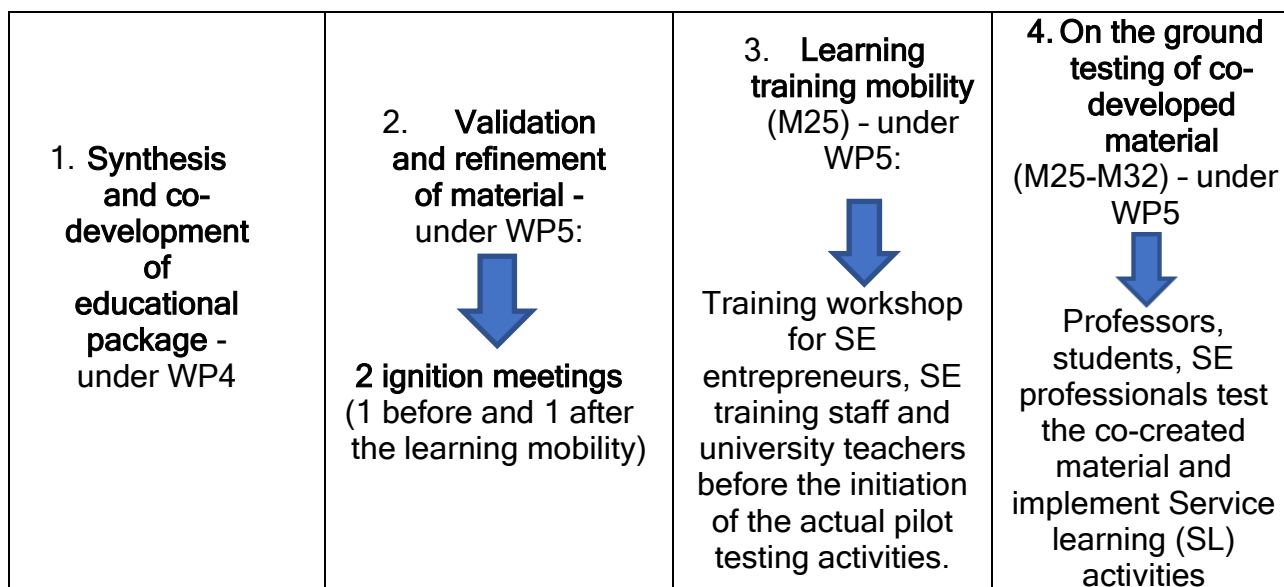 1. Synthesis
and co-
development
of
educational
package -
under WP4
2. Validation
and refinement
of material -
under WP5:
2 ignition meetings
(1 before and 1 after
the learning mobility)
3. Learning
training mobility
(M25) – under
WP5:
Training workshop
for SE
entrepreneurs, SE
training staff and
university teachers
before the initiation
of the actual pilot
testing activities.
4. On the ground
testing of co-
developed
material
(M25-M32) – under
WP5
Professors,
students, SE
professionals test
the co-created
material and
implement Service
learning (SL)
activities